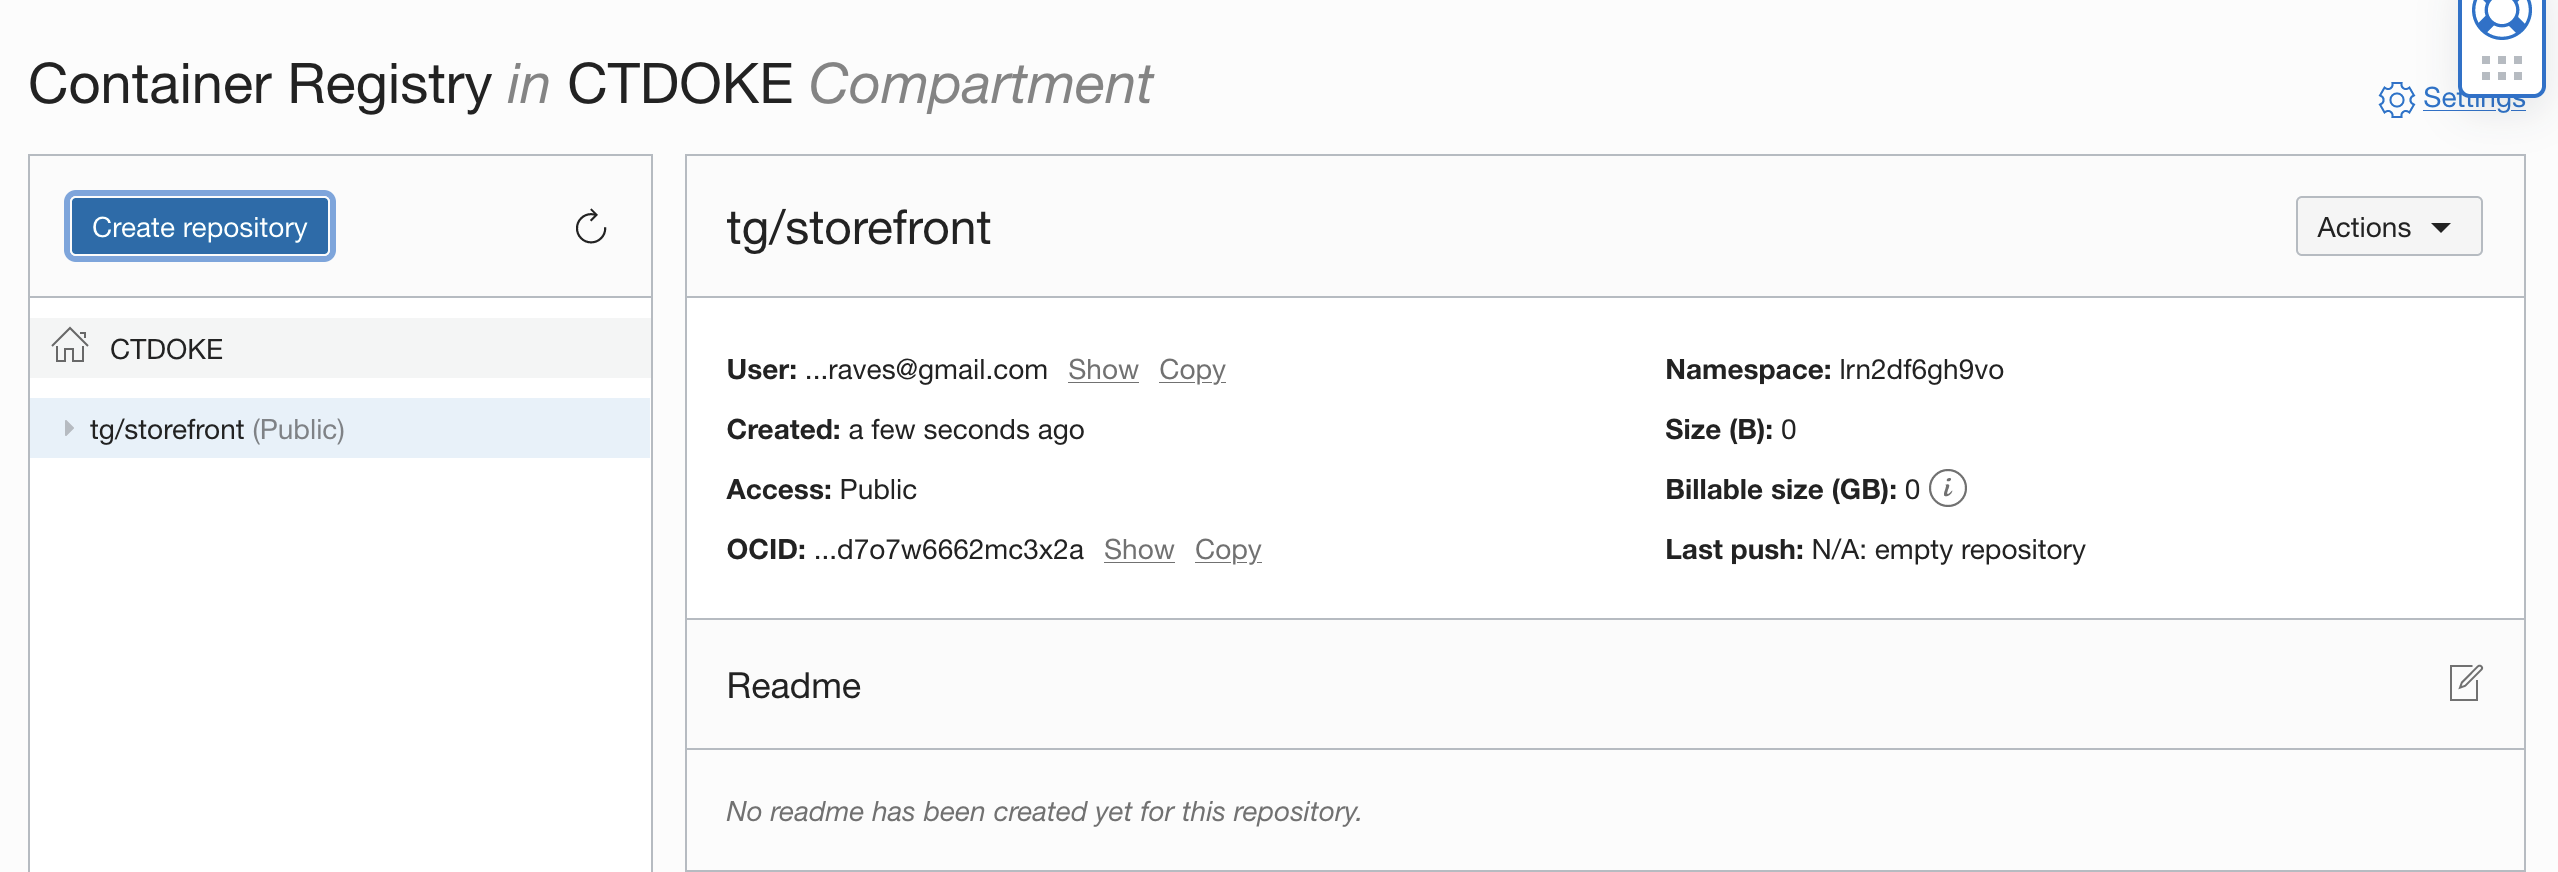 Container Registry in CTDOKE Compartment
Settings
Create repository
CTDOKE
tg/storefront (Public)
tg/storefront
Actions
User: ...raves@gmail.com Show Copy
Created: a few seconds ago
Access: Public
OCID: ...d7o7w6662mc3x2a Show Copy
Namespace: lrn2df6gh9vo
Size (B): 0
Billable size (GB): 0 i
Last push: N/A: empty repository
Readme
No readme has been created yet for this repository.